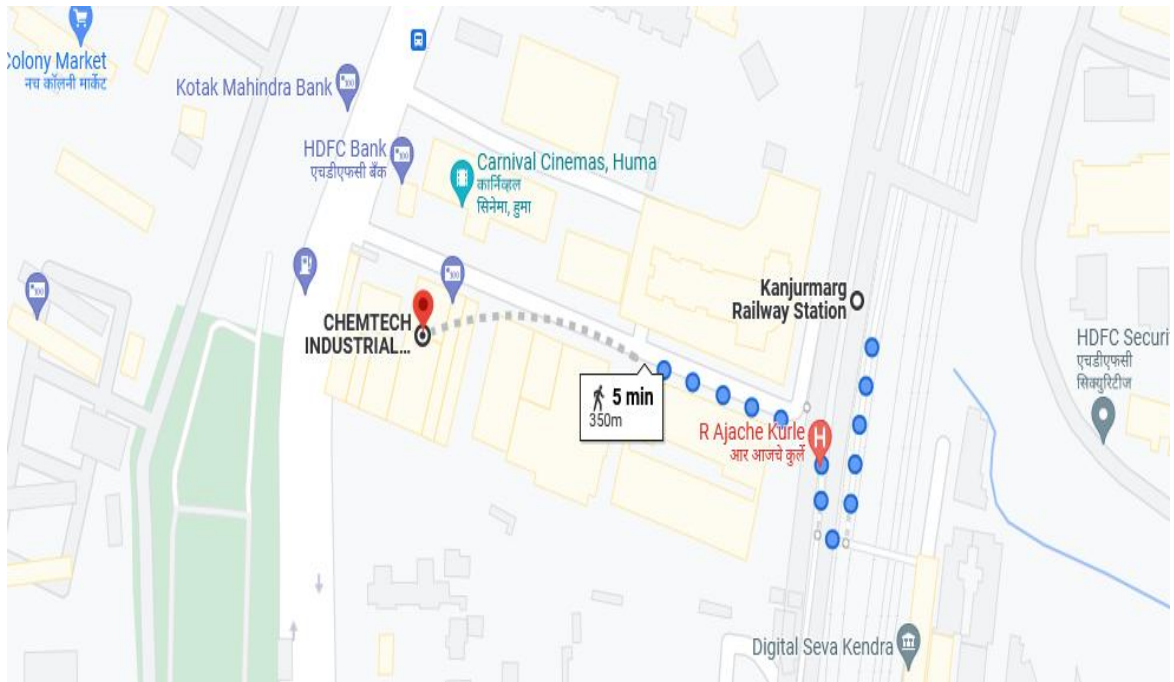 Colony Market
नच कॉलनी मार्केट
Kotak Mahindra Bank
HDFC Bank
एचडीएफसी बँक
Carnival Cinemas, Huma
कार्निव्हल
सिनेमा, हुमा
Kanjurmarg
Railway Station
CHEMTECH
INDUSTRIAL...
HDFC Securi
एचडीएफसी
सिक्युरिटीज
5 min
350m
R Ajache Kurle
आर आजचे कुर्ले
H
Digital Seva Kendra